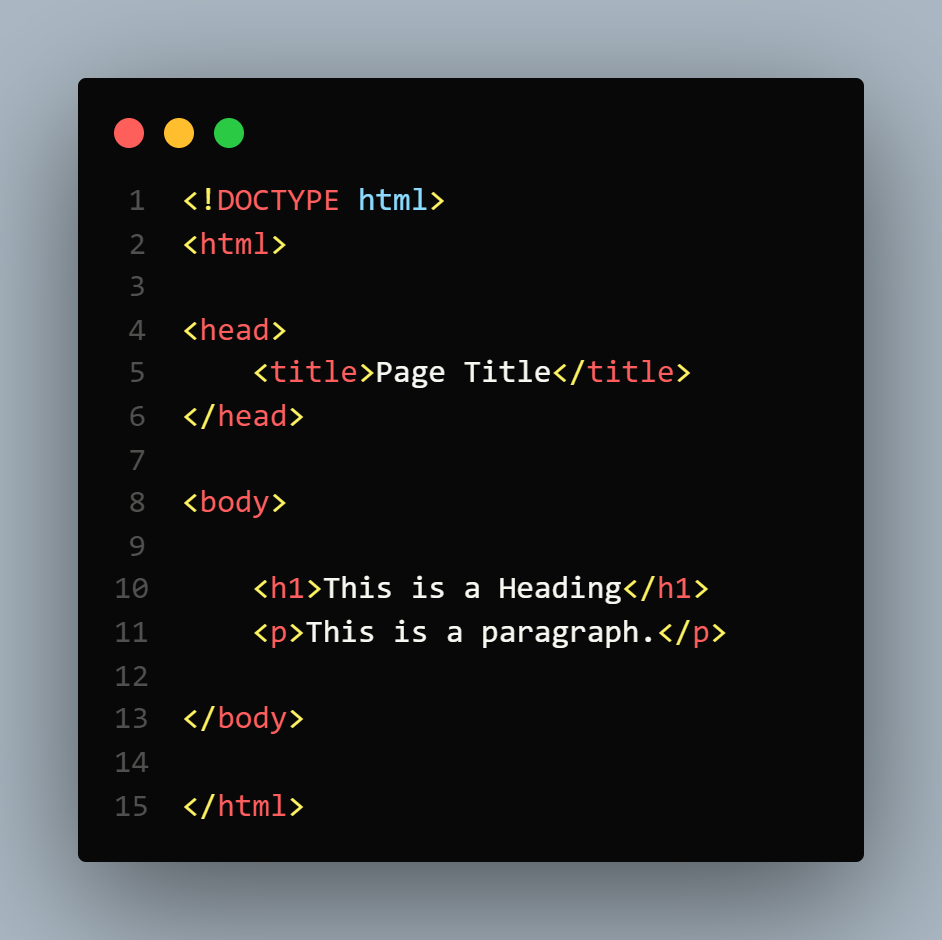 1 <!DOCTYPE html>
2 <html>
3
4 <head>
5     <title>Page Title</title>
6 </head>
7
8 <body>
9
10     <h1>This is a Heading</h1>
11     <p>This is a paragraph.</p>
12
13 </body>
14
15 </html>